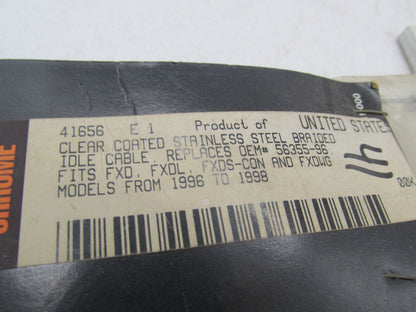 41656 E 1 Product of UNITED STATES
CLEAR COATED STAINLESS STEEL BRAIDED
IDLE CABLE. REPLACES OEM# 56355-96.
FITS FXD, FXDL, FXDS-CON AND FXDWG
MODELS FROM 1996 TO 1998
CHROME
1000